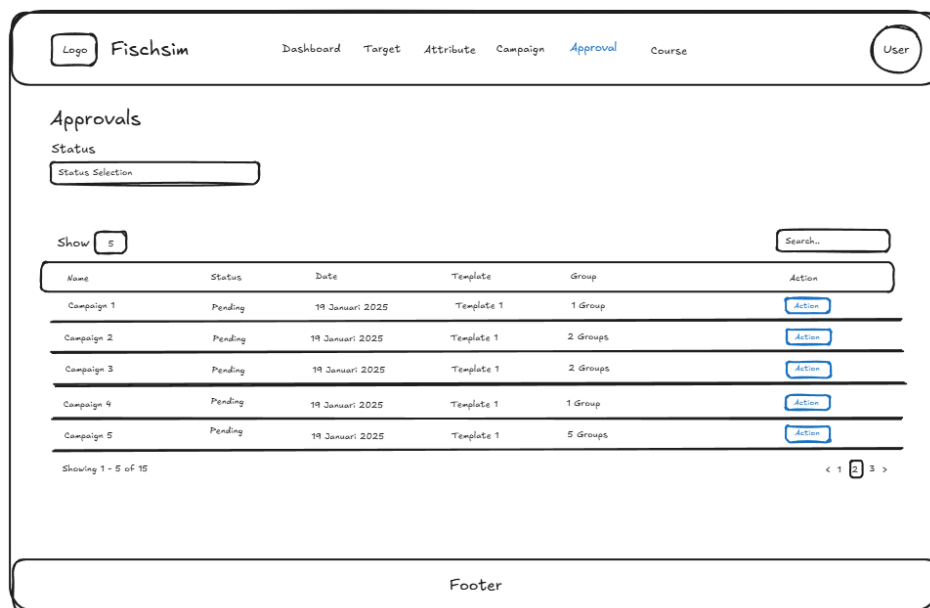 Logo Fischsim Dashboard Target Attribute Campaign Approval Course User
Approvals
Status
Status Selection
Show 5 Search..
Name Status Date Template Group Action
Campaign 1 Pending 19 Januari 2025 Template 1 1 Group Action
Campaign 2 Pending 19 Januari 2025 Template 1 2 Groups Action
Campaign 3 Pending 19 Januari 2025 Template 1 2 Groups Action
Campaign 4 Pending 19 Januari 2025 Template 1 1 Group Action
Campaign 5 Pending 19 Januari 2025 Template 1 5 Groups Action
Showing 1 - 5 of 15 < 1 2 3 >
Footer